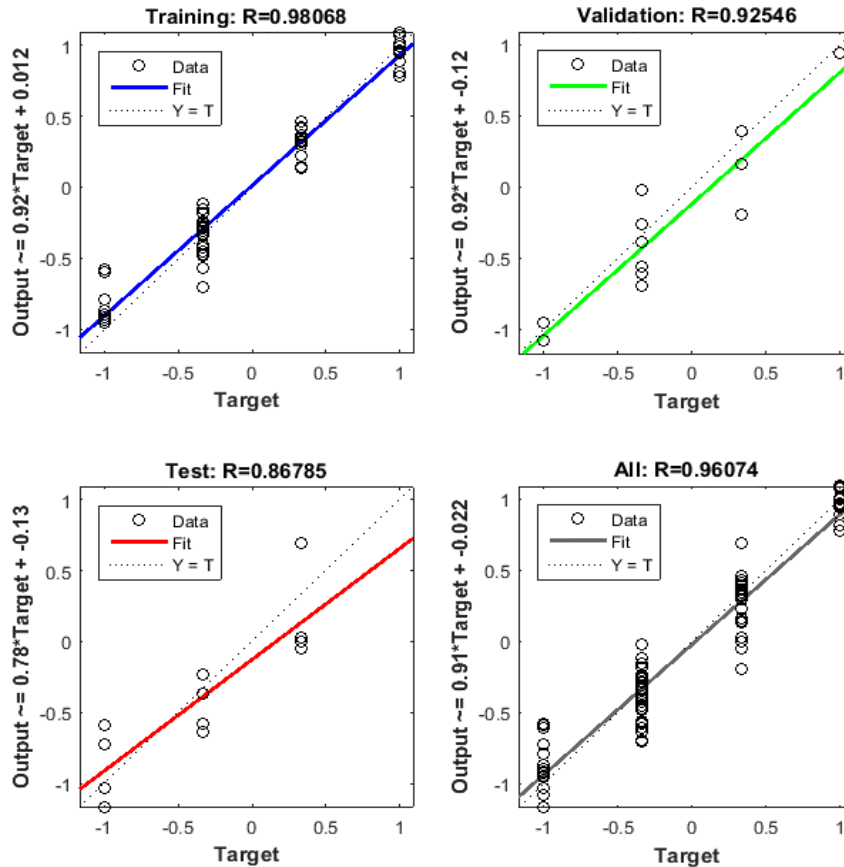 Training: R=0.98068
Output ~= 0.92*Target + 0.012
1
0.5
0
-0.5
-1
Data
Fit
Y = T
-1 -0.5 0 0.5 1
Target
Validation: R=0.92546
Output ~= 0.92*Target + -0.12
1
0.5
0
-0.5
-1
Data
Fit
Y = T
-1 -0.5 0 0.5 1
Target
Test: R=0.86785
Output ~= 0.78*Target + -0.13
1
0.5
0
-0.5
-1
Data
Fit
Y = T
-1 -0.5 0 0.5 1
Target
All: R=0.96074
Output ~= 0.91*Target + -0.022
1
0.5
0
-0.5
-1
Data
Fit
Y = T
-1 -0.5 0 0.5 1
Target